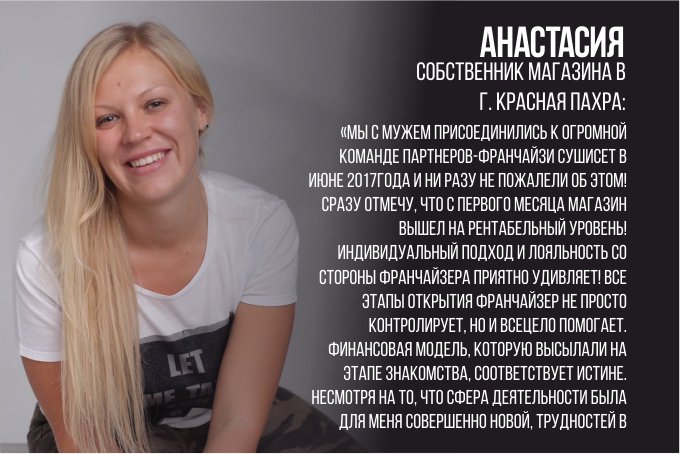 АНАСТАСИЯ
СОБСТВЕННИК МАГАЗИНА В
Г. КРАСНАЯ ПАХРА:
«МЫ С МУЖЕМ ПРИСОЕДИНИЛИСЬ К ОГРОМНОЙ
КОМАНДЕ ПАРТНЕРОВ-ФРАНЧАЙЗИ СУШИСЕТ В
ИЮНЕ 2017ГОДА И НИ РАЗУ НЕ ПОЖАЛЕЛИ ОБ ЭТОМ!
СРАЗУ ОТМЕЧУ, ЧТО С ПЕРВОГО МЕСЯЦА МАГАЗИН
ВЫШЕЛ НА РЕНТАБЕЛЬНЫЙ УРОВЕНЬ!
ИНДИВИДУАЛЬНЫЙ ПОДХОД И ЛОЯЛЬНОСТЬ СО
СТОРОНЫ ФРАНЧАЙЗЕРА ПРИЯТНО УДИВЛЯЕТ! ВСЕ
ЭТАПЫ ОТКРЫТИЯ ФРАНЧАЙЗЕР НЕ ПРОСТО
КОНТРОЛИРУЕТ, НО И ВСЕЦЕЛО ПОМОГАЕТ.
ФИНАНСОВАЯ МОДЕЛЬ, КОТОРУЮ ВЫСЫЛАЛИ НА
ЭТАПЕ ЗНАКОМСТВА, СООТВЕТСТВУЕТ ИСТИНЕ.
НЕСМОТРЯ НА ТО, ЧТО СФЕРА ДЕЯТЕЛЬНОСТИ БЫЛА
ДЛЯ МЕНЯ СОВЕРШЕННО НОВОЙ, ТРУДНОСТЕЙ В
LET
ME TA